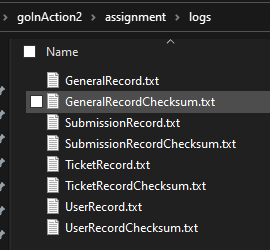 goInAction2 > assignment > logs
Name
GeneralRecord.txt
GeneralRecordChecksum.txt
SubmissionRecord.txt
SubmissionRecordChecksum.txt
TicketRecord.txt
TicketRecordChecksum.txt
UserRecord.txt
UserRecordChecksum.txt